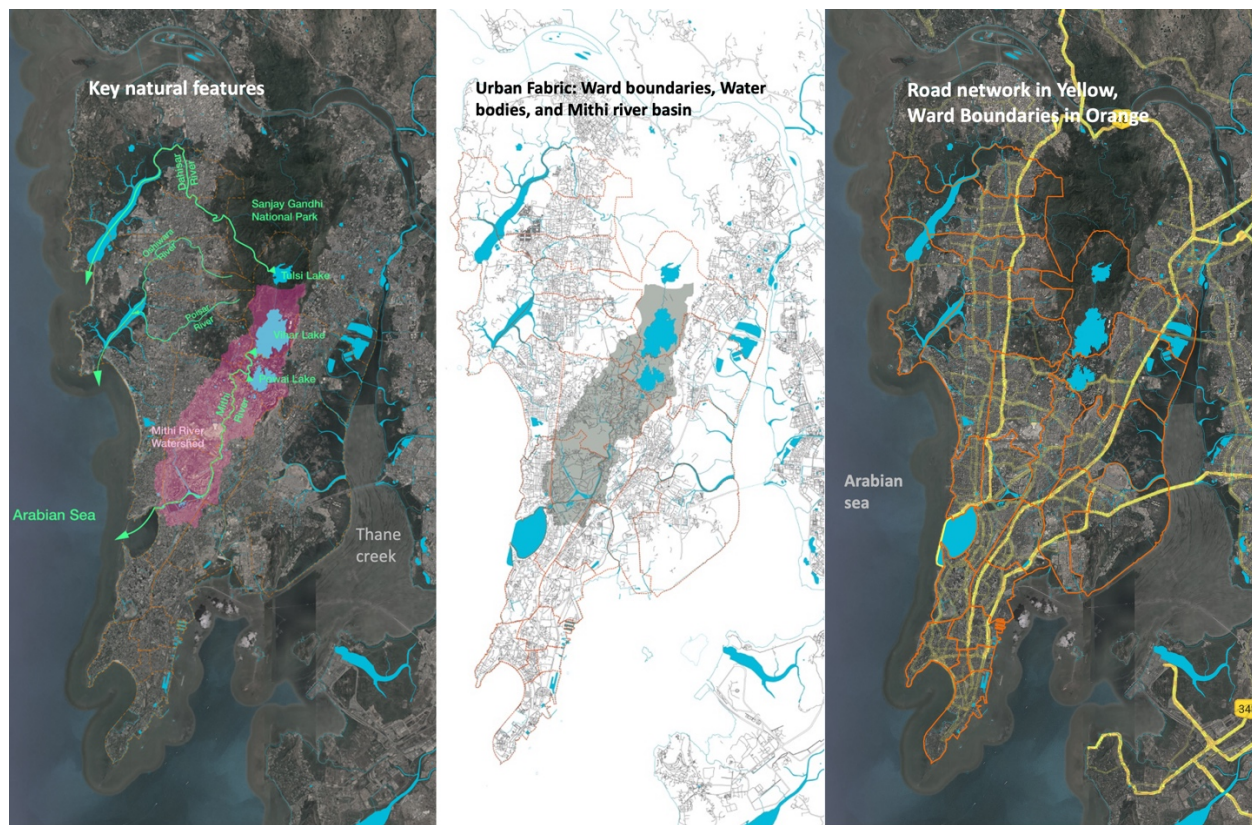 Key natural features
Dahisar
River
Sanjay Gandhi
National Park
Oshiwara
River
Tulsi Lake
Poisar
River
Vihar Lake
Powai Lake
Mithi
River
Mithi River
Watershed
Arabian Sea
Thane
creek
Urban Fabric: Ward boundaries, Water
bodies, and Mithi river basin
Road network in Yellow,
Ward Boundaries in Orange
Arabian
sea
34